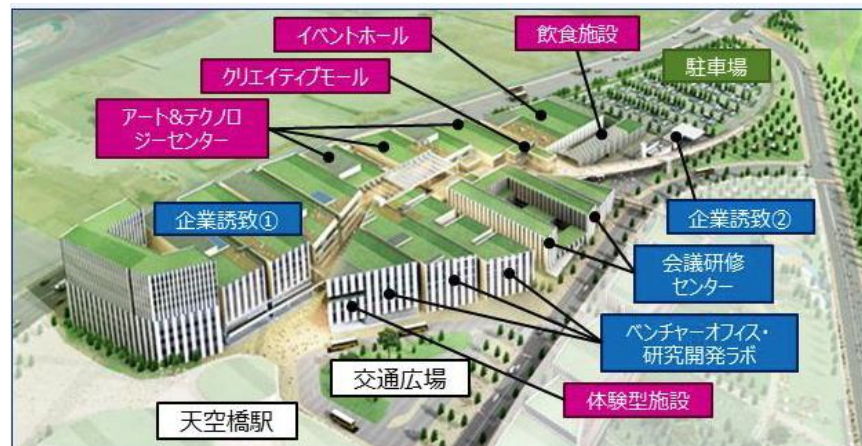 イベントホール
飲食施設
駐車場
クリエイティブモール
アート&テクノロ
ジーセンター
企業誘致①
企業誘致②
会議研修
センター
ベンチャーオフィス・
研究開発ラボ
交通広場
体験型施設
天空橋駅